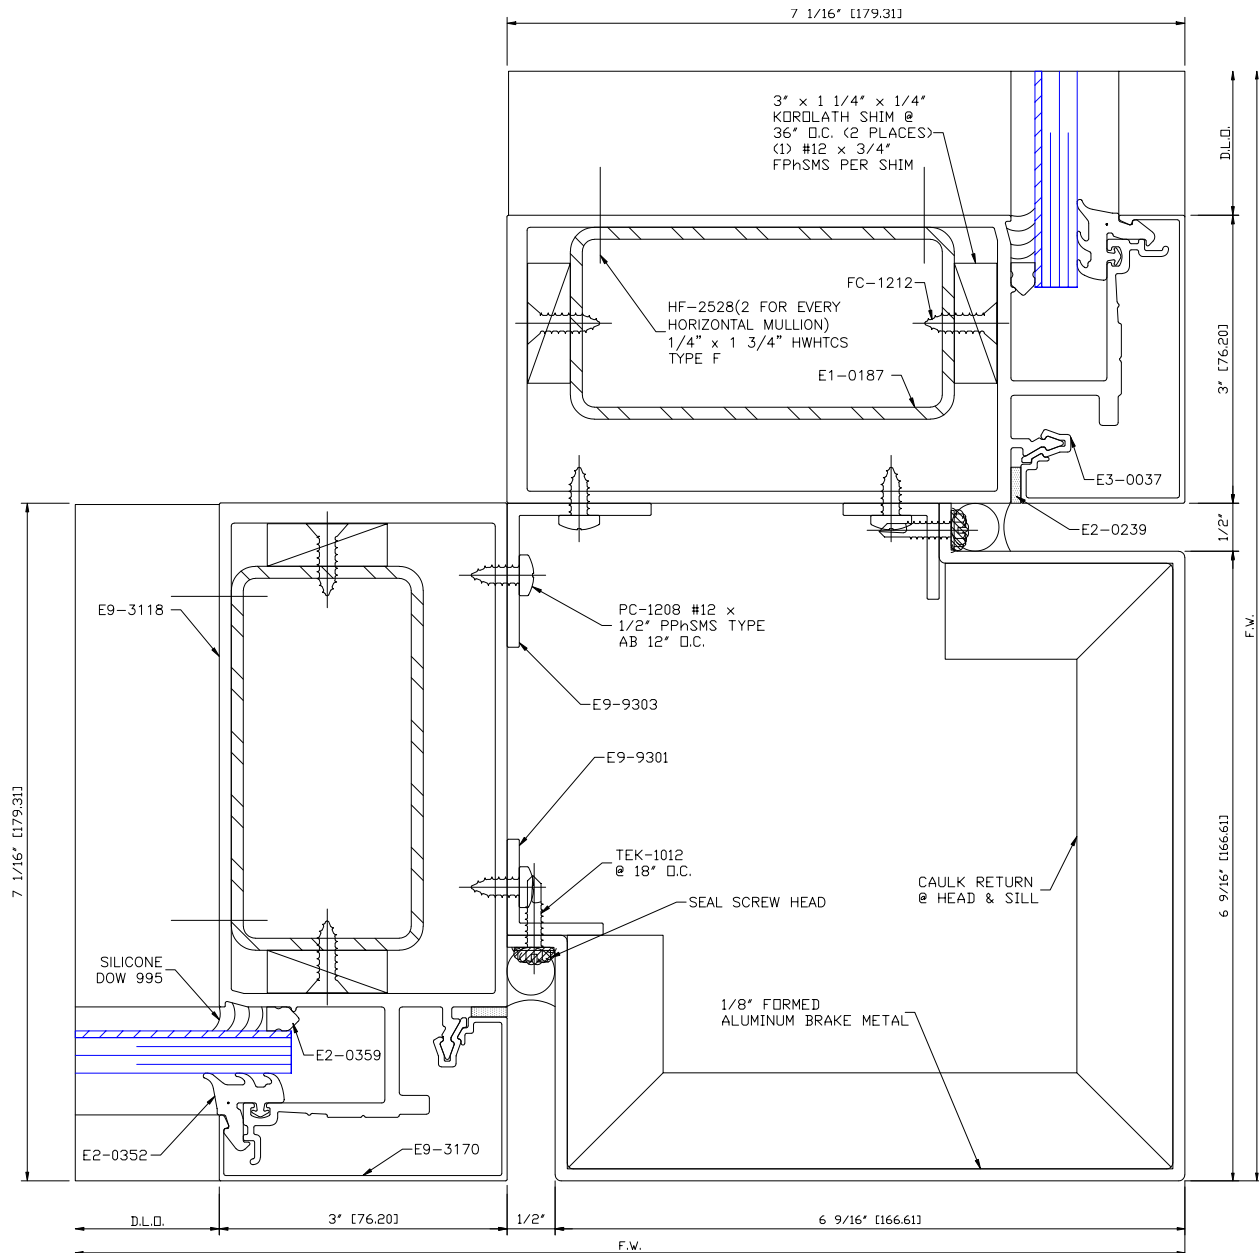 7 1/16" [179.31]
3" x 1 1/4" x 1/4"
KOROLATH SHIM @
36" O.C. (2 PLACES)
(1) #12 x 3/4"
FPhSMS PER SHIM
D.L.O.
FC-1212
HF-2528(2 FOR EVERY
HORIZONTAL MULLION)
1/4" x 1 3/4" HWHTCS
TYPE F
E1-0187
3" [76.20]
E3-0037
E2-0239
1/2"
E9-3118
PC-1208 #12 x
1/2" PPhSMS TYPE
AB 12" O.C.
F.W.
E9-9303
E9-9301
7 1/16" [179.31]
TEK-1012
@ 18" O.C.
SEAL SCREW HEAD
CAULK RETURN
@ HEAD & SILL
6 9/16" [166.61]
SILICONE
DOW 995
1/8" FORMED
ALUMINUM BRAKE METAL
E2-0359
E2-0352
E9-3170
D.L.O.
3" [76.20]
1/2"
6 9/16" [166.61]
F.W.